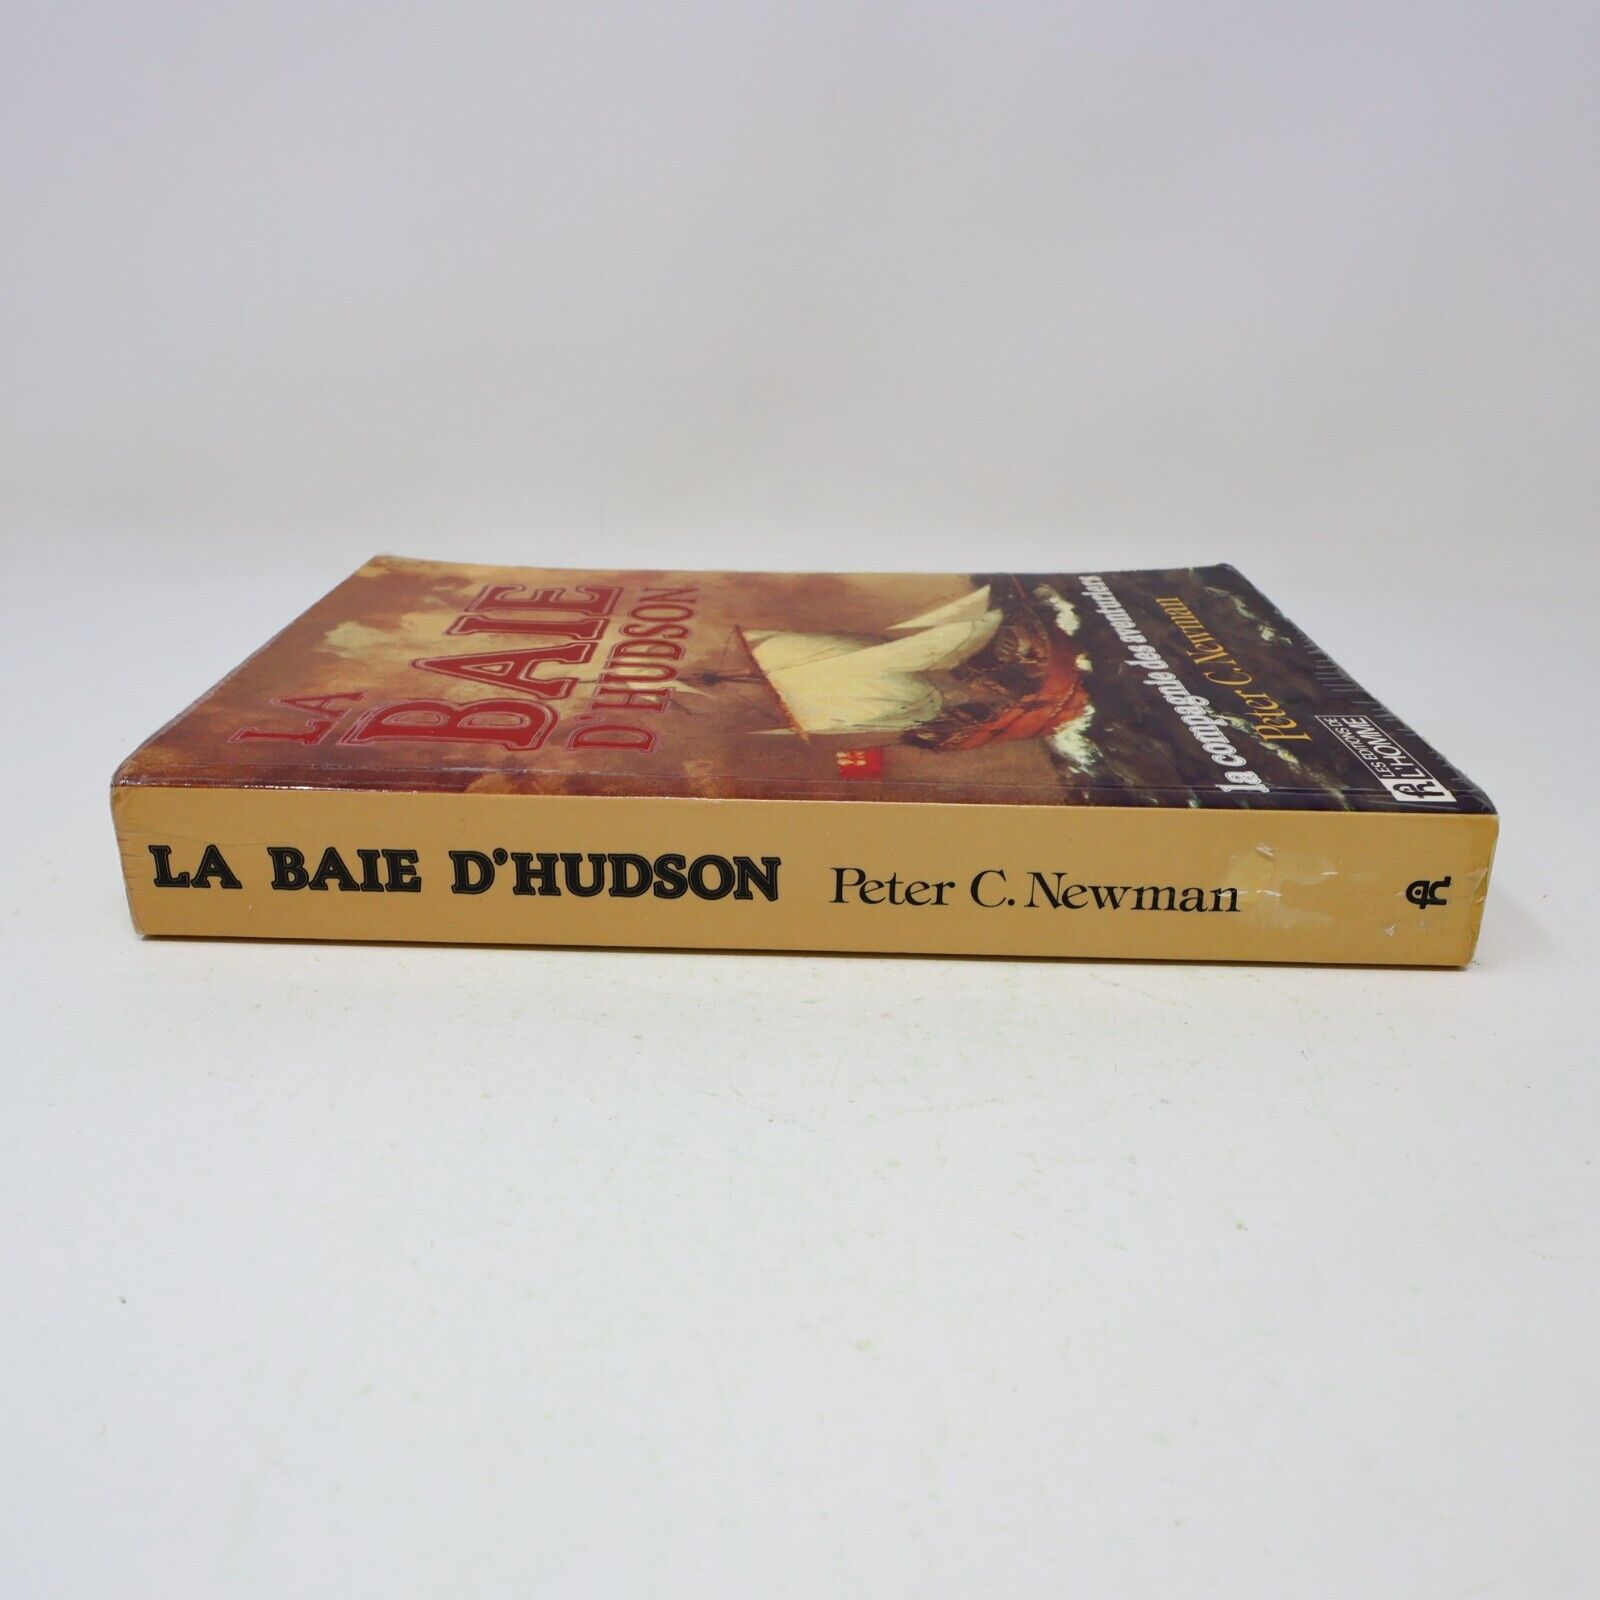 LA
BAIE
D'HUDSON
la compagnie des aventuriers
Peter C. Newman
LES ÉDITIONS DE
L'HOMME
LA BAIE D'HUDSON Peter C. Newman